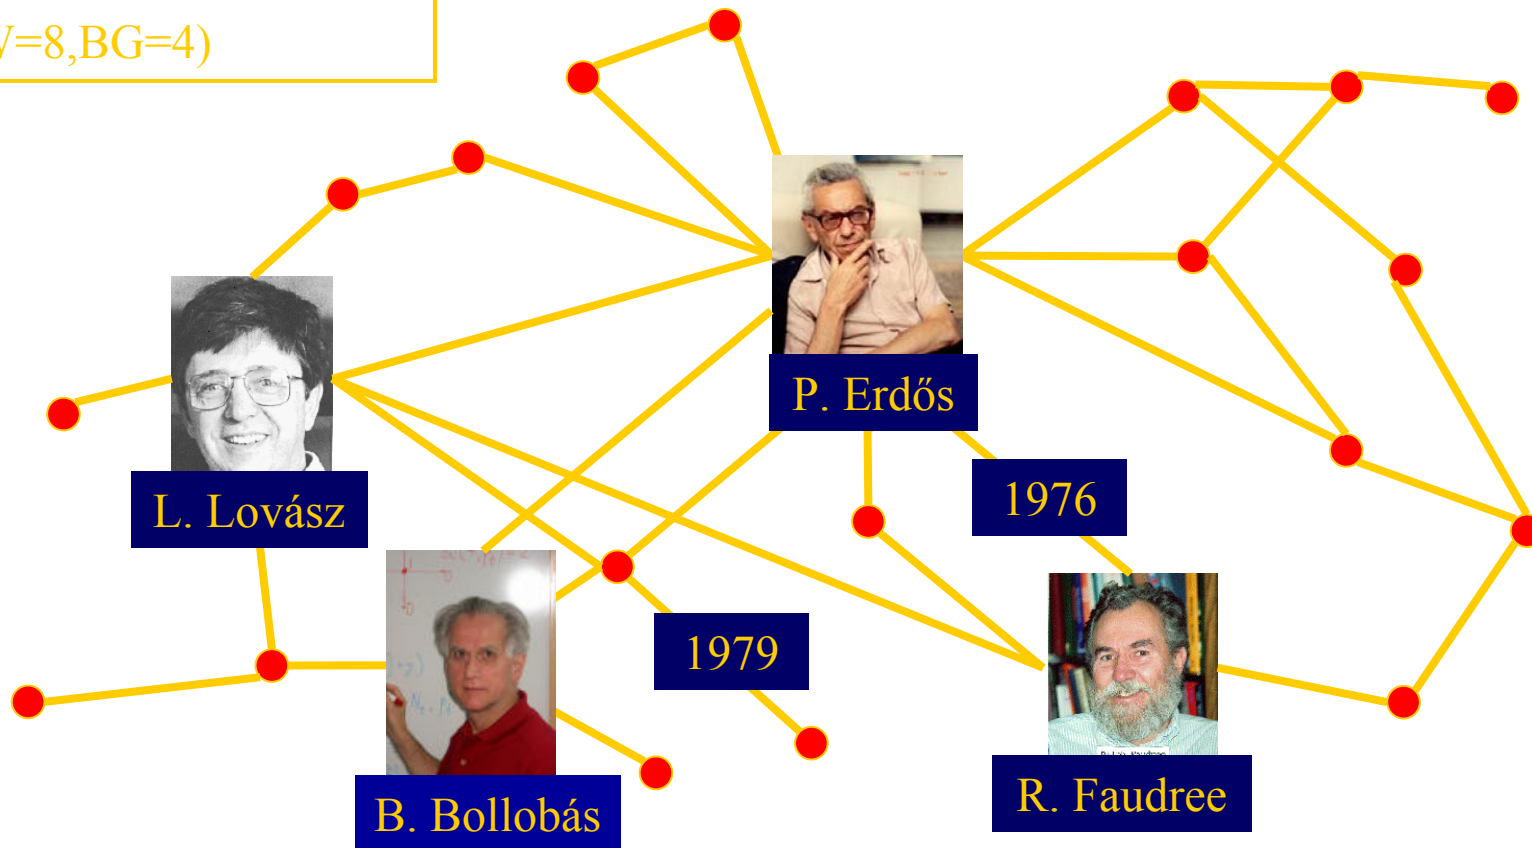 =8,BG=4)
P. Erdős
L. Lovász
1976
1979
B. Bollobás
R. Faudree